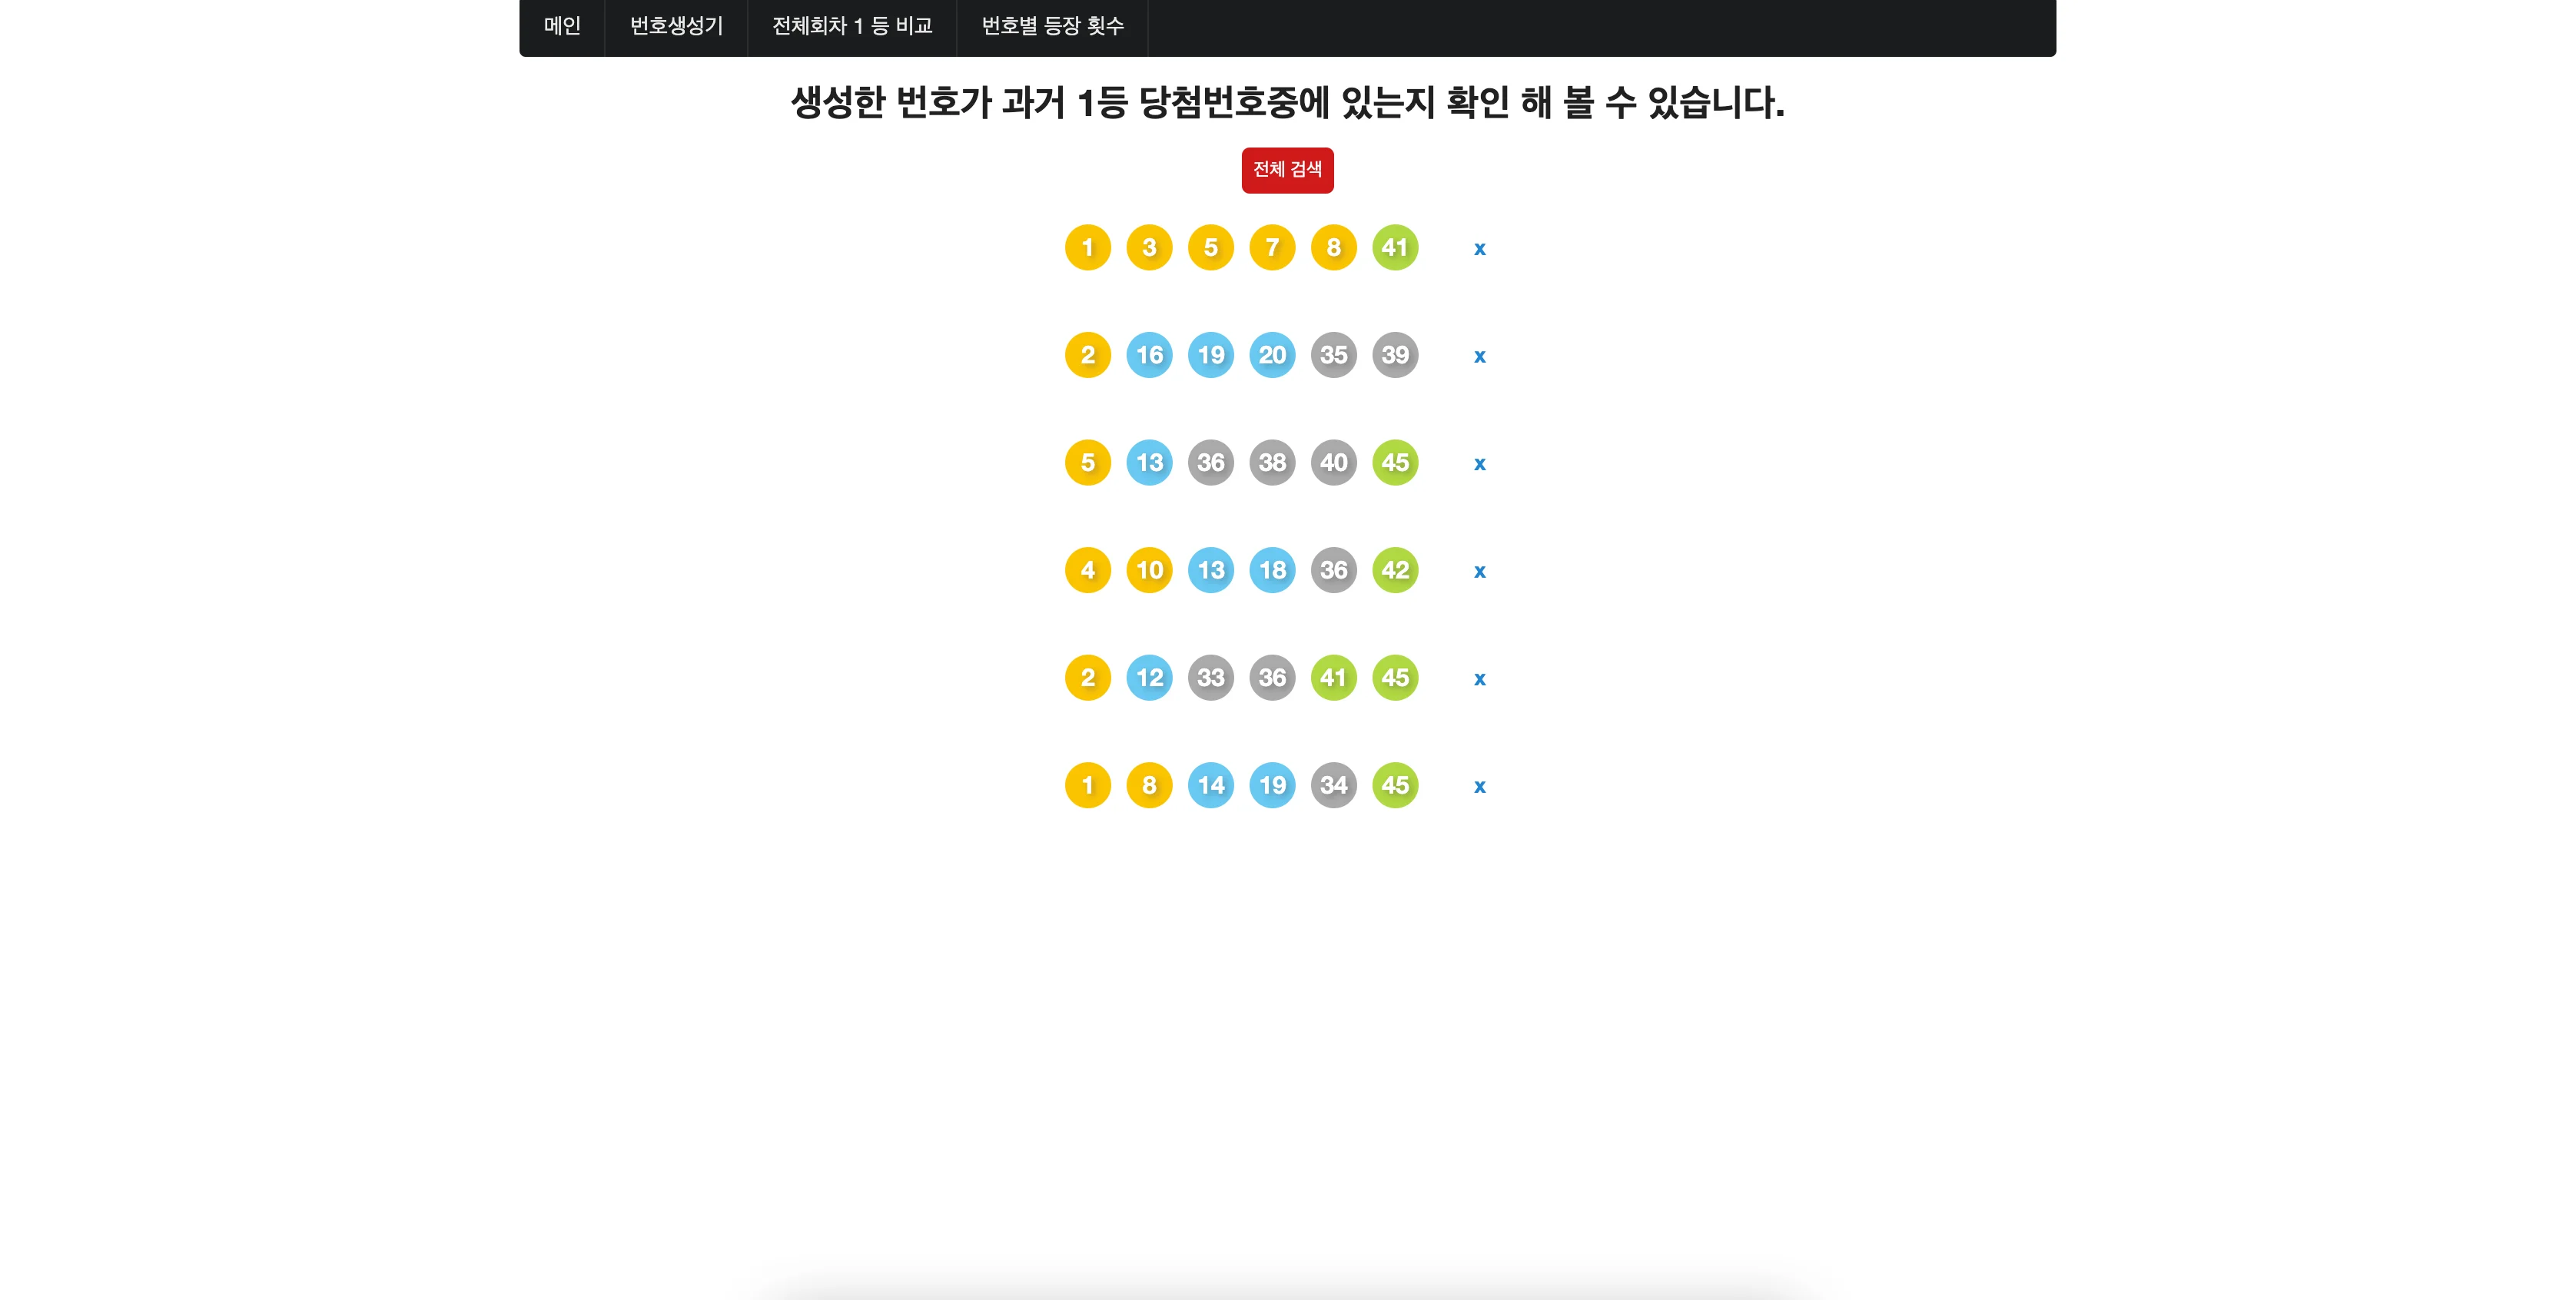 메인 번호생성기 전체회차 1 등 비교 번호별 등장 횟수
생성한 번호가 과거 1등 당첨번호중에 있는지 확인 해 볼 수 있습니다.
전체 검색
1 3 5 7 8 41 x
2 16 19 20 35 39 x
5 13 36 38 40 45 x
4 10 13 18 36 42 x
2 12 33 36 41 45 x
1 8 14 19 34 45 x